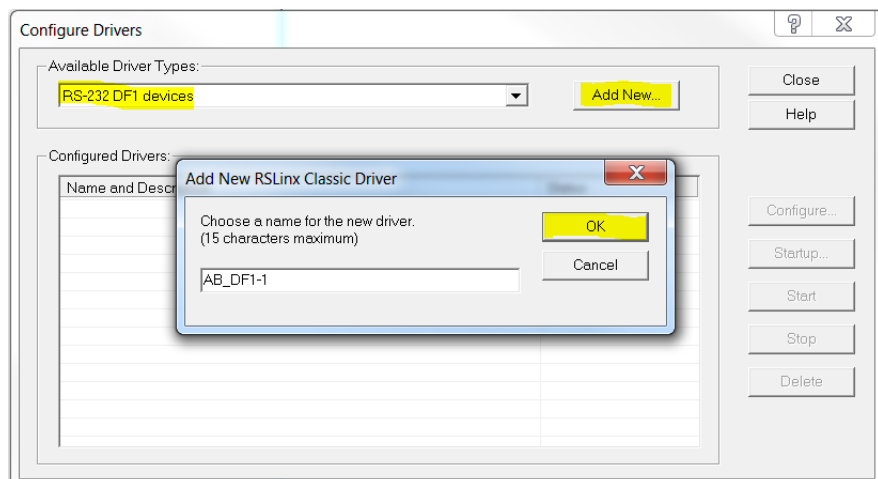 Configure Drivers
Available Driver Types:
RS-232 DF1 devices
Add New...
Close
Help
Configured Drivers:
Name and Descr
Add New RSLinx Classic Driver
Choose a name for the new driver.
(15 characters maximum)
OK
Cancel
AB_DF1-1
Status
Configure...
Startup...
Start
Stop
Delete